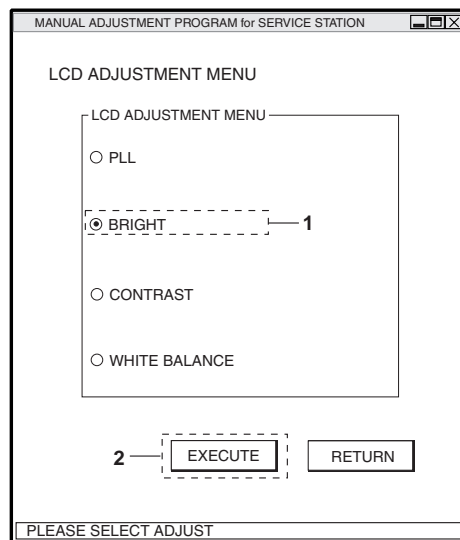 MANUAL ADJUSTMENT PROGRAM for SERVICE STATION
LCD ADJUSTMENT MENU
LCD ADJUSTMENT MENU
PLL
BRIGHT 1
CONTRAST
WHITE BALANCE
2 EXECUTE RETURN
PLEASE SELECT ADJUST